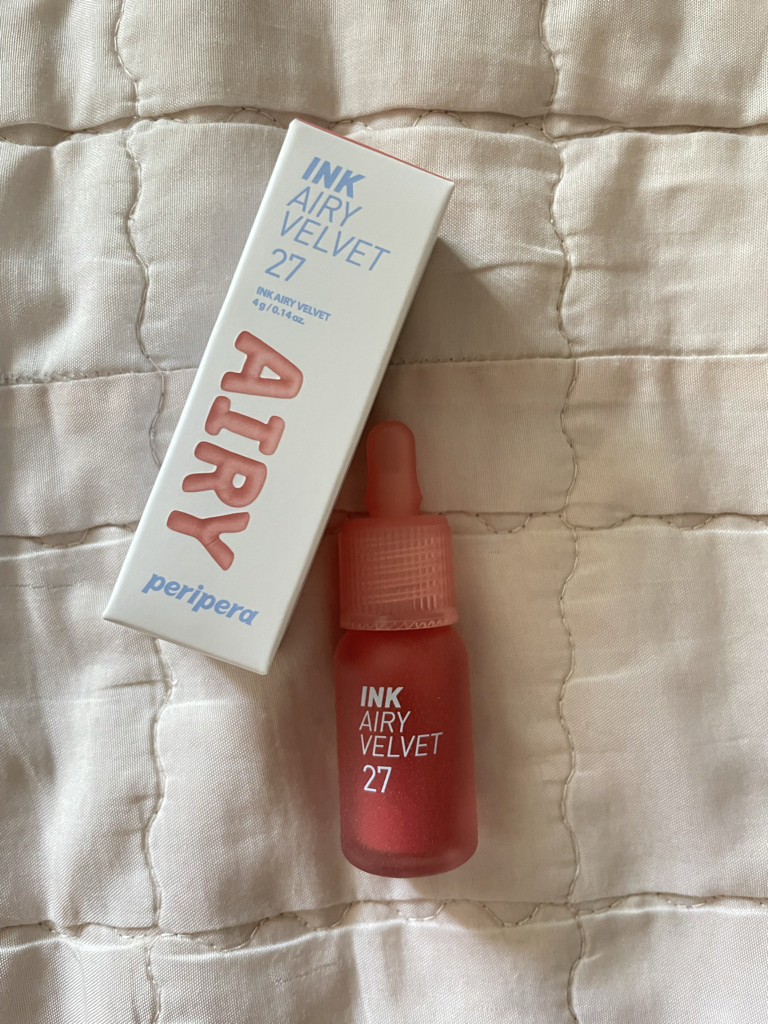 INK
AIRY
VELVET
27
INK AIRY VELVET
4 g / 0.14 oz.
AIRY
peripera
INK
AIRY
VELVET
27